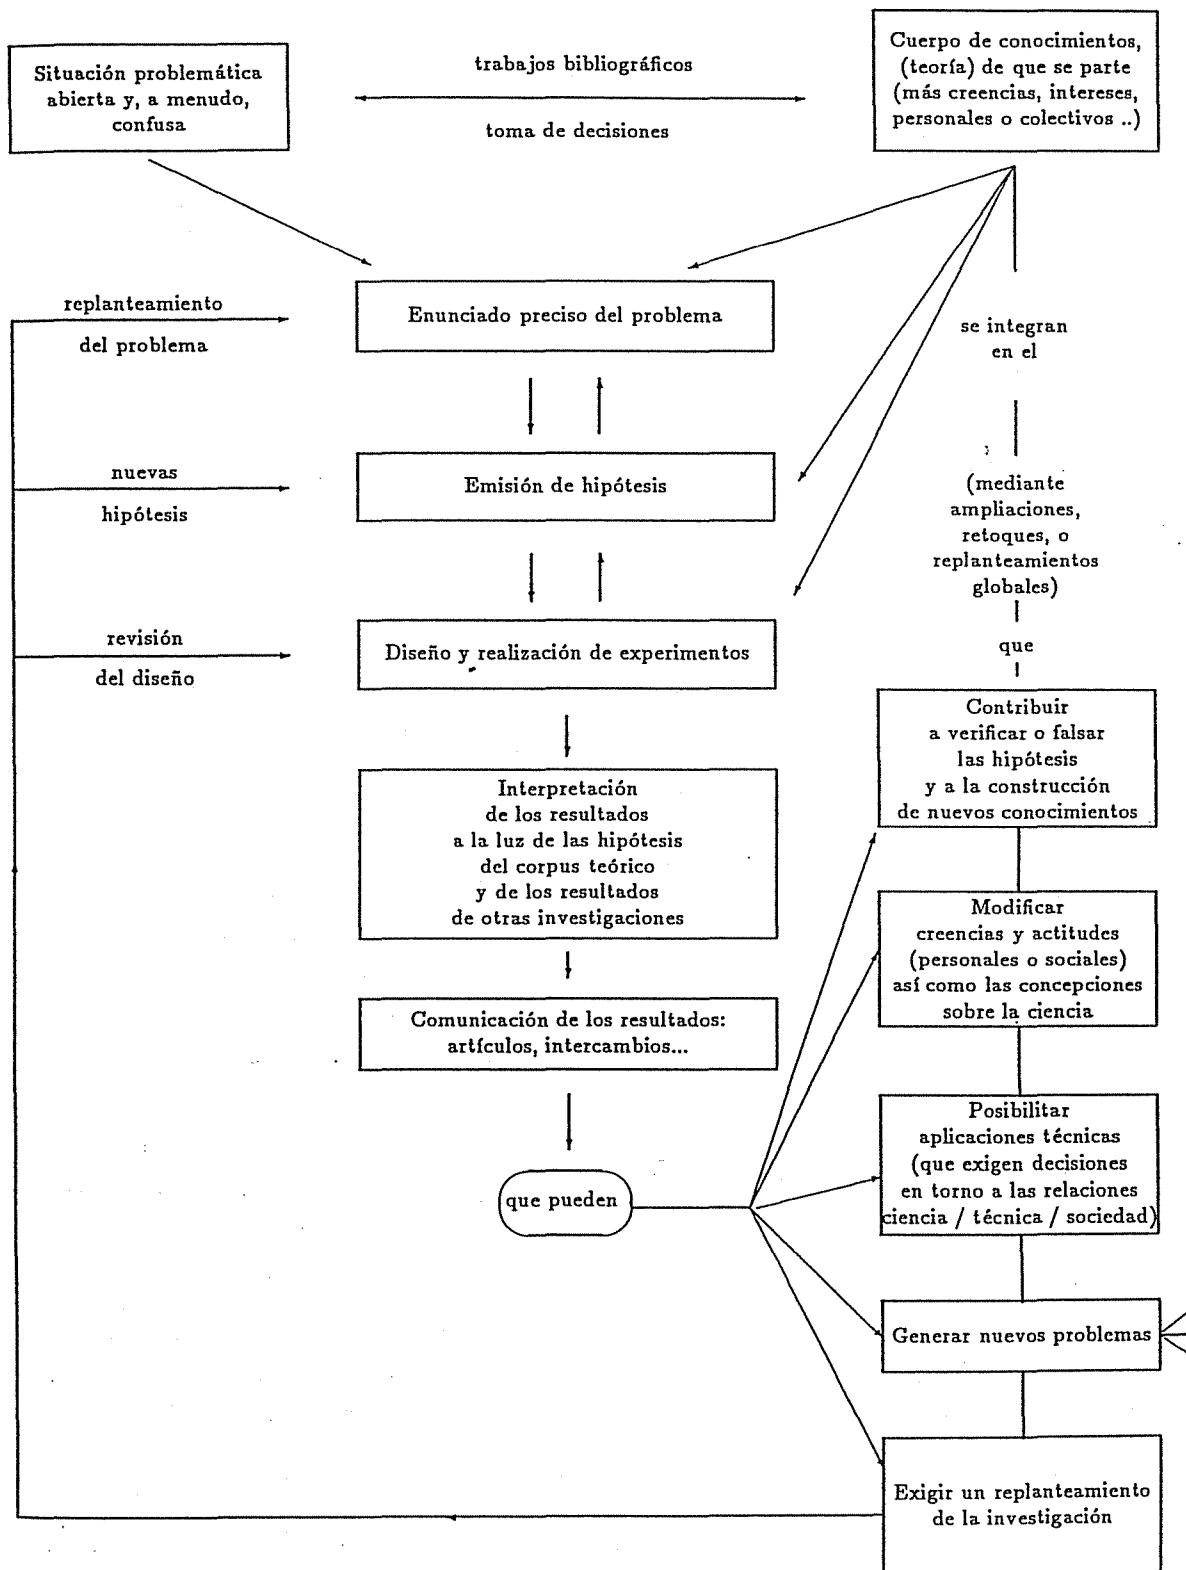 Situación problemática
abierta y, a menudo,
confusa
trabajos bibliográficos
toma de decisiones
Cuerpo de conocimientos,
(teoría) de que se parte
(más creencias, intereses,
personales o colectivos ..)
replanteamiento
del problema
Enunciado preciso del problema
se integran
en el
nuevas
hipótesis
Emisión de hipótesis
(mediante
ampliaciones,
retoques, o
replanteamientos
globales)
revisión
del diseño
Diseño y realización de experimentos
que
Contribuir
a verificar o falsar
las hipótesis
y a la construcción
de nuevos conocimientos
Interpretación
de los resultados
a la luz de las hipótesis
del corpus teórico
y de los resultados
de otras investigaciones
Modificar
creencias y actitudes
(personales o sociales)
así como las concepciones
sobre la ciencia
Comunicación de los resultados:
artículos, intercambios...
Posibilitar
aplicaciones técnicas
(que exigen decisiones
en torno a las relaciones
ciencia / técnica / sociedad)
que pueden
Generar nuevos problemas
Exigir un replanteamiento
de la investigación